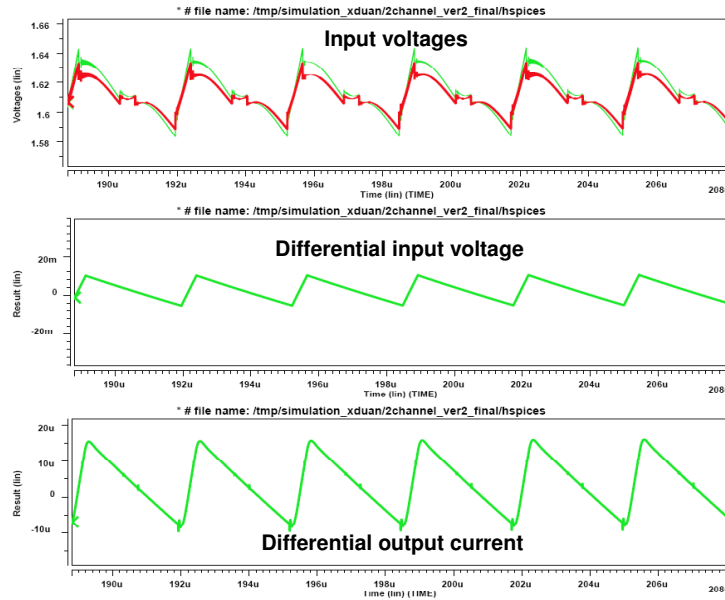 * # file name: /tmp/simulation_xduan/2channel_ver2_final/hspices
Input voltages
Voltages (lin)
1.66
1.64
1.62
1.6
1.58
190u 192u 194u 196u 198u 200u 202u 204u 206u 208
Time (lin) (TIME)
* # file name: /tmp/simulation_xduan/2channel_ver2_final/hspices
Differential input voltage
Result (lin)
20m
0
-20m
190u 192u 194u 196u 198u 200u 202u 204u 206u 208
Time (lin) (TIME)
* # file name: /tmp/simulation_xduan/2channel_ver2_final/hspices
Result (lin)
20u
10u
0
-10u
Differential output current
190u 192u 194u 196u 198u 200u 202u 204u 206u 208
Time (lin) (TIME)